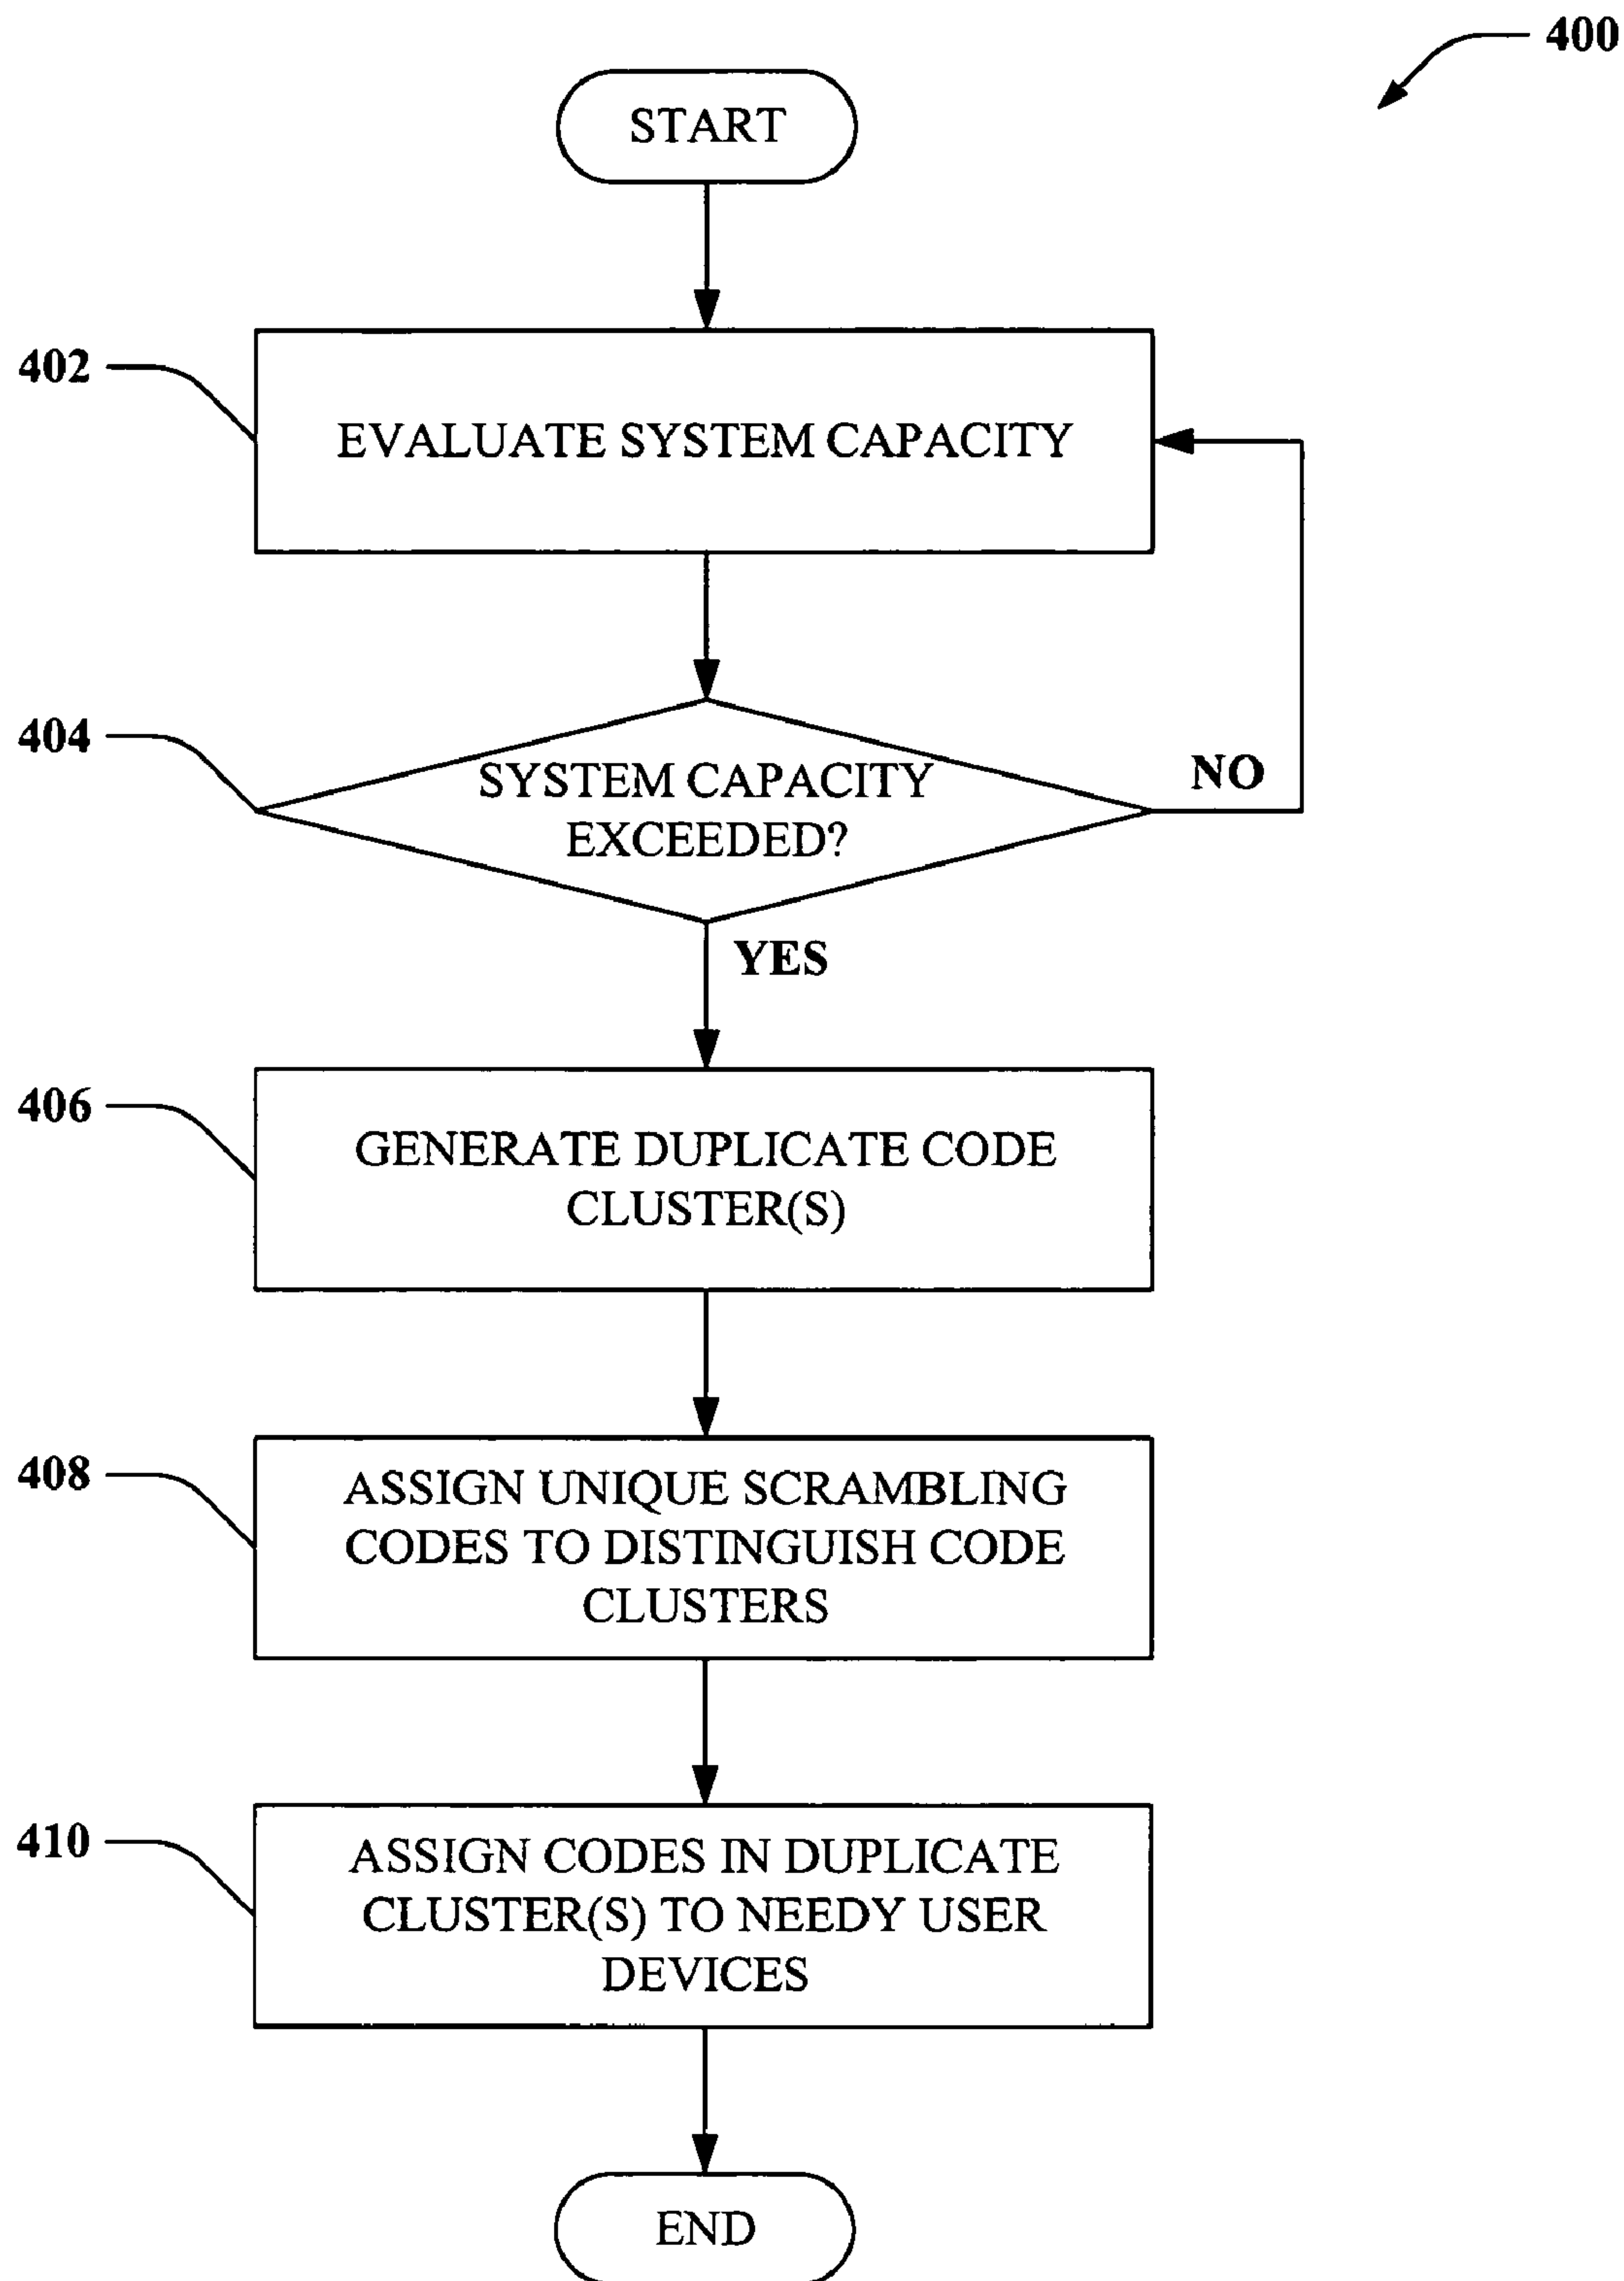 400
START
402
EVALUATE SYSTEM CAPACITY
404
SYSTEM CAPACITY
EXCEEDED?
NO
YES
406
GENERATE DUPLICATE CODE
CLUSTER(S)
408
ASSIGN UNIQUE SCRAMBLING
CODES TO DISTINGUISH CODE
CLUSTERS
410
ASSIGN CODES IN DUPLICATE
CLUSTER(S) TO NEEDY USER
DEVICES
END